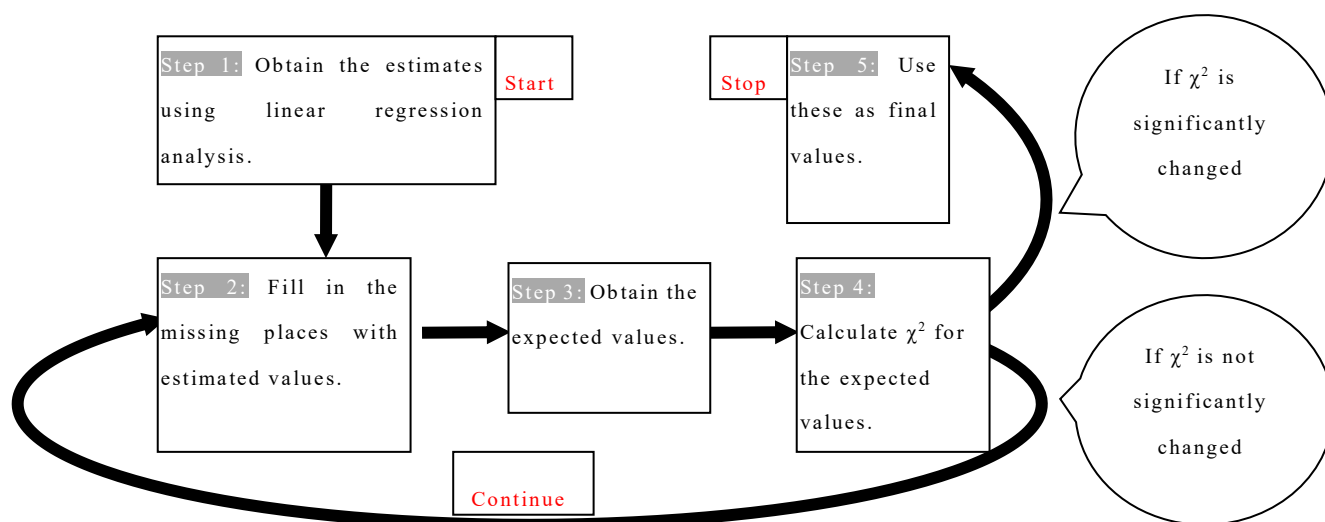 Step 1: Obtain the estimates
using linear regression
analysis.
Start
Stop
Step 5: Use
these as final
values.
If χ² is
significantly
changed
Step 2: Fill in the
missing places with
estimated values.
Step 3: Obtain the
expected values.
Step 4:
Calculate χ² for
the expected
values.
If χ² is not
significantly
changed
Continue